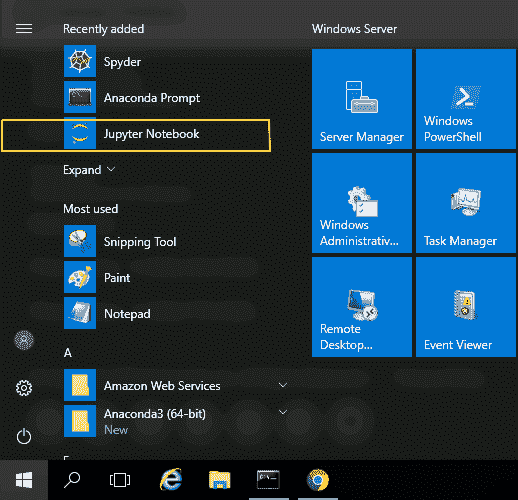 Recently added
Spyder
Anaconda Prompt
Jupyter Notebook
Expand
Most used
Snipping Tool
Paint
Notepad
A
Amazon Web Services
Anaconda3 (64-bit)
New
Windows Server
Server Manager
Windows
PowerShell
Windows
Administrativ...
Task Manager
Remote
Desktop...
Event Viewer